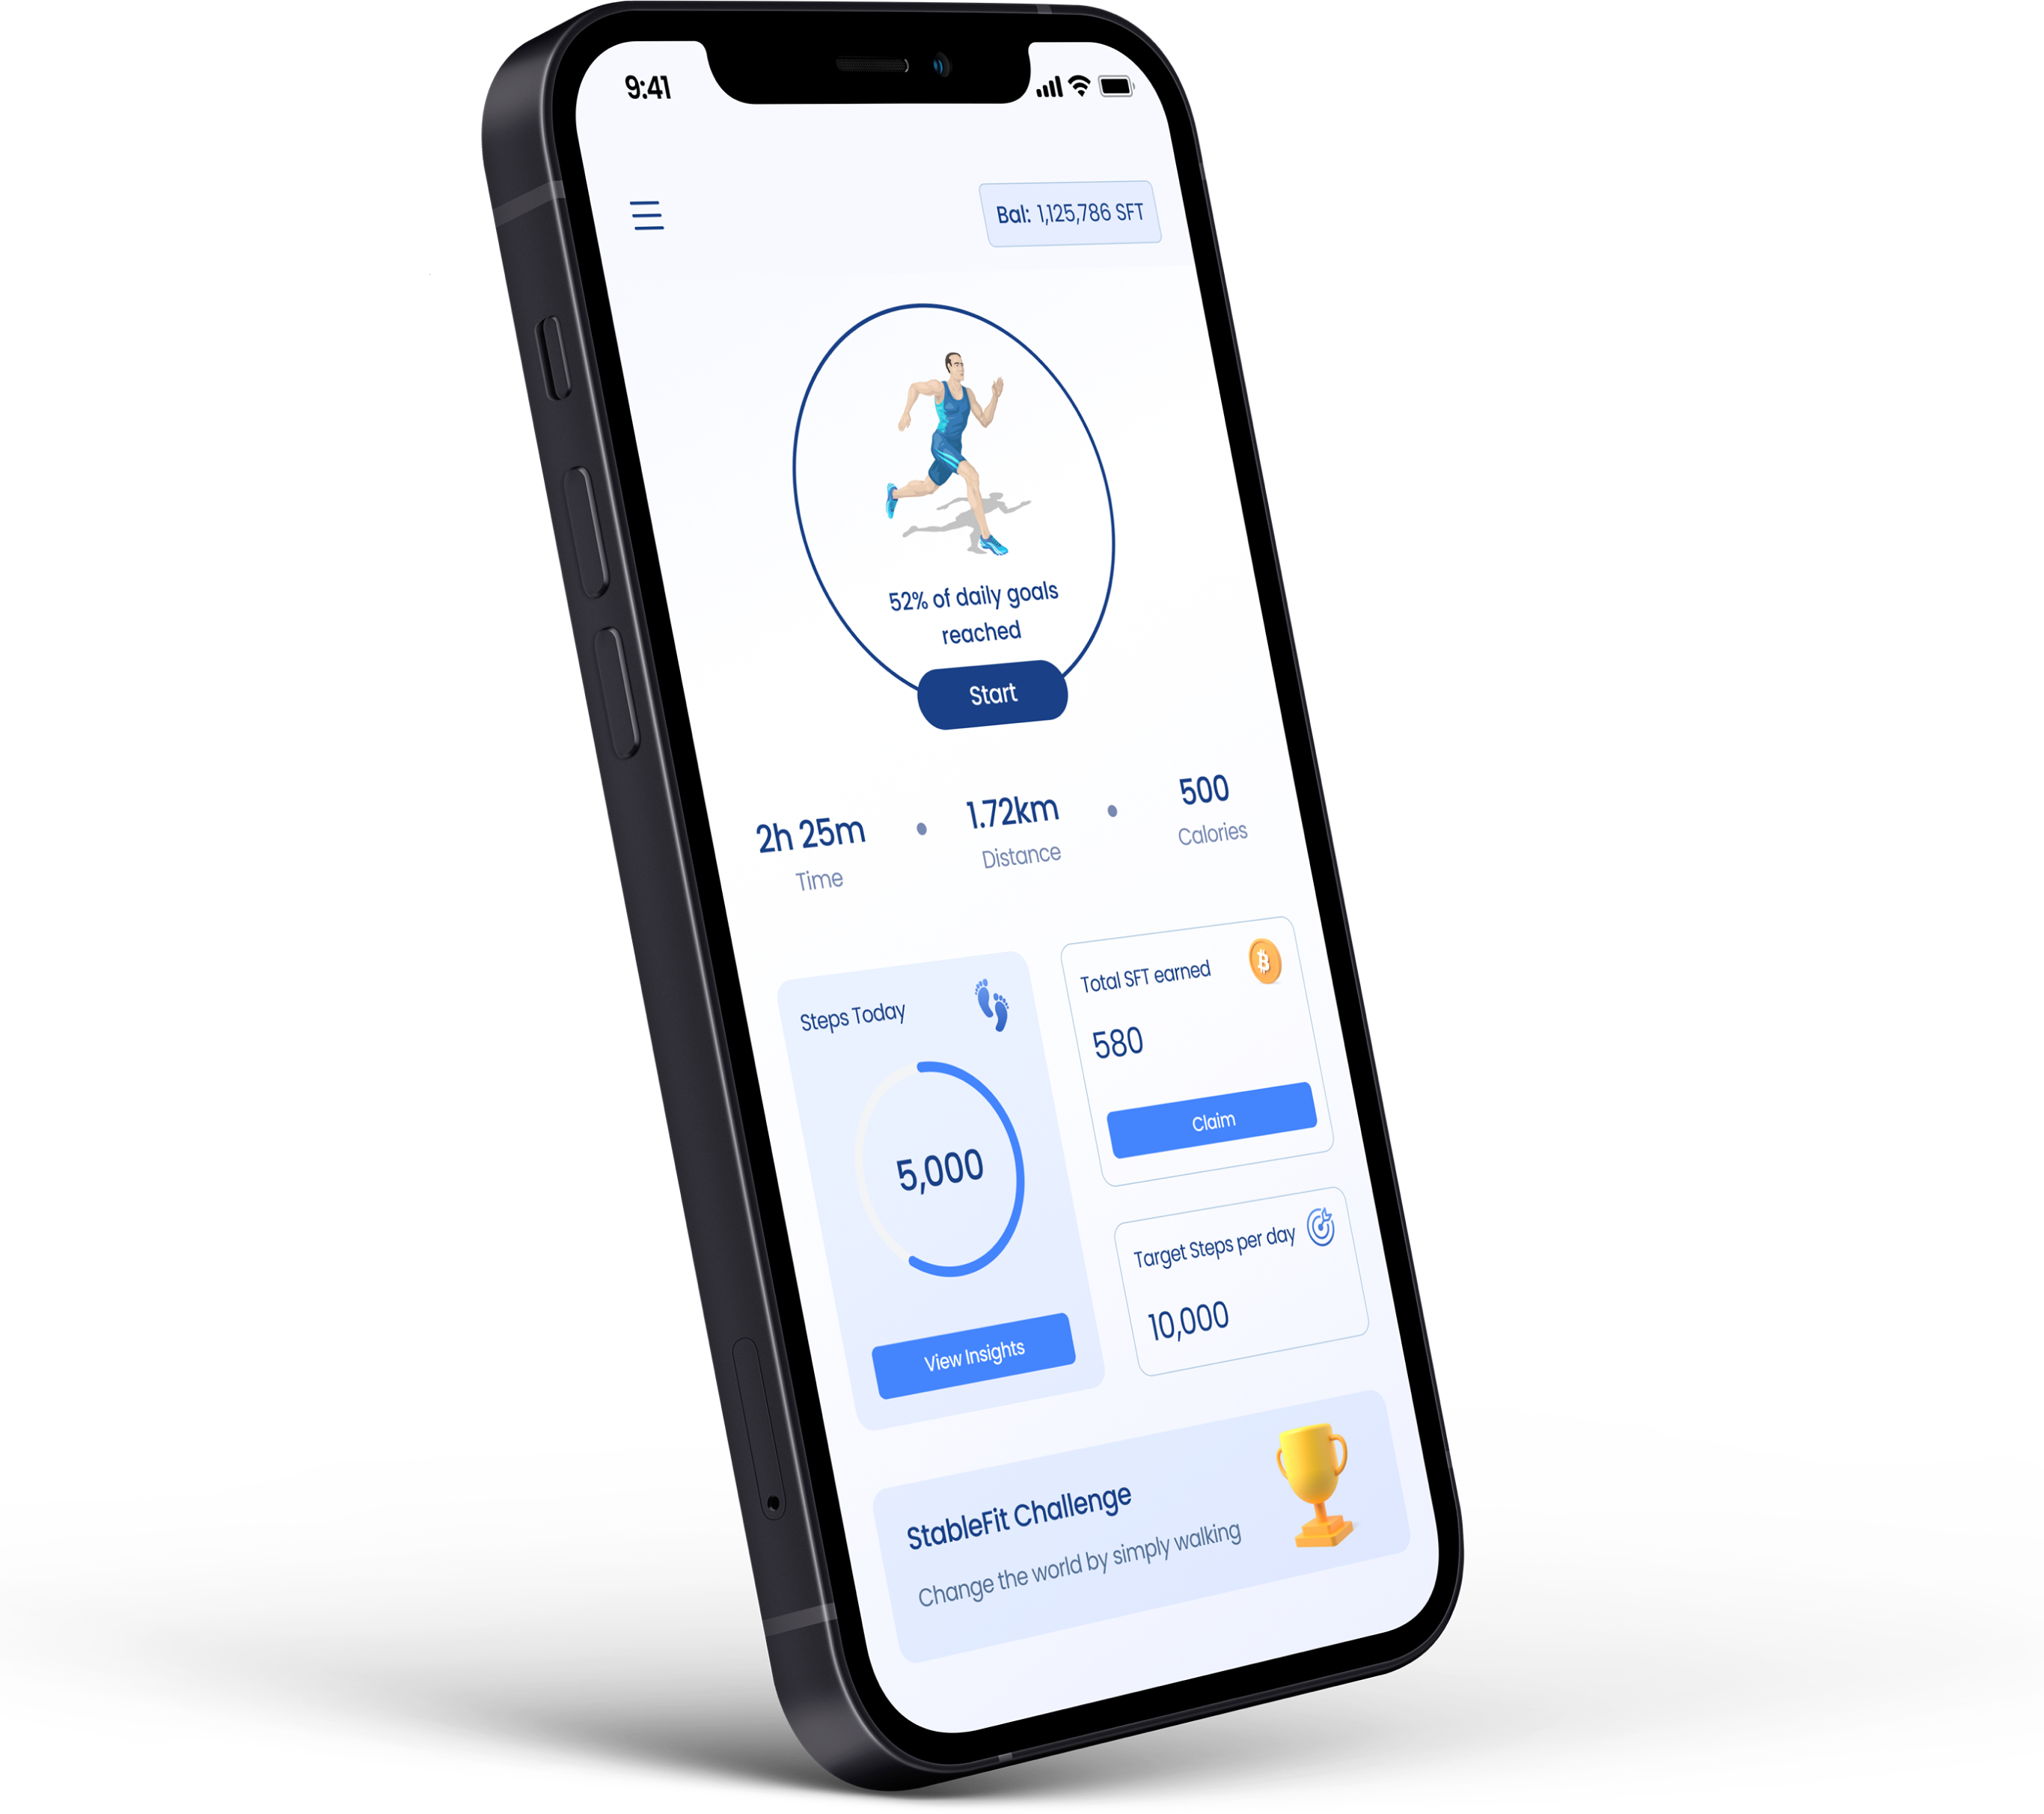 9:41
Bal: 1,125,786 SFT
52% of daily goals
reached
Start
2h 25m
Time
1.72km
Distance
500
Calories
Steps Today
5,000
View Insights
Total SFT earned
580
Claim
Target Steps per day
10,000
StableFit Challenge
Change the world by simply walking